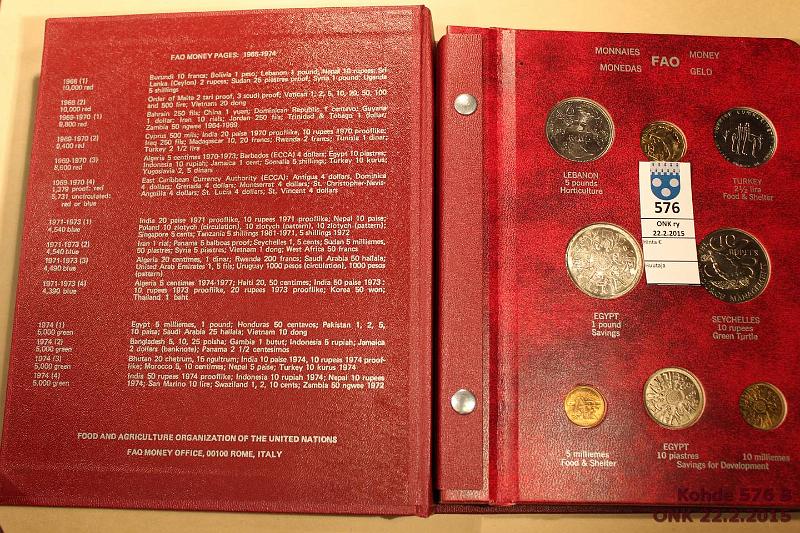 FAO MONEY PAGES: 1968-1974
1968 (1)
10,000 red
Burundi 10 francs; Bolivia 1 peso; Lebanon 1 pound; Nepal 10 rupees; Sri
Lanka (Ceylon) 2 rupees; Sudan 25 piastres proof; Syria 1 pound; Uganda
5 shillings
1968 (2)
10,000 red
Order of Malta 2 tari proof, 3 scudi proof; Vatican 1, 2, 5, 10, 20, 50, 100
and 500 lire; Vietnam 20 dong
1969-1970 (1)
9,800 red
Bahrain 250 fils; China 1 yuan; Dominican Republic 1 centavo; Guyana
1 dollar; Iran 10 rials; Jordan 250 fils; Trinidad & Tobago 1 dollar;
Zambia 50 ngwee 1964-1969
1969-1970 (2)
9,400 red
Cyprus 500 mils; India 20 paise 1970 prooflike, 10 rupees 1970 prooflike;
Iraq 250 fils; Madagascar 10, 20 francs; Rwanda 2 francs; Tunisia 1 dinar;
Turkey 2 1/2 lire
1969-1970 (3)
8,600 red
Algeria 5 centimes 1970-1973; Barbados (ECCA) 4 dollars; Egypt 10 piastres;
Indonesia 10 rupiah; Jamaica 1 cent; Somalia 5 shillings; Turkey 10 kurus;
Yugoslavia 2, 5 dinars
1969-1970 (4)
1,379 proof: red
5,731 uncirculated:
red or blue
East Caribbean Currency Authority (ECCA): Antigua 4 dollars, Dominica
4 dollars; Grenada 4 dollars; Montserrat 4 dollars; St. Christopher-Nevis-
Anguilla 4 dollars; St. Lucia 4 dollars; St. Vincent 4 dollars
1971-1973 (1)
4,540 blue
India 20 paise 1971 prooflike, 10 rupees 1971 prooflike; Nepal 10 paise;
Poland 10 zlotych (circulation), 10 zlotych (pattern), 10 zlotych (pattern);
Singapore 5 cents; Tanzania 5 shillings 1961-1971, 5 shillings 1972
1971-1973 (2)
4,540 blue
Iran 1 rial; Panama 5 balboas proof; Seychelles 1, 5 cents; Sudan 5 milliemes,
50 piastres; Syria 5 piastres; Vietnam 1 dong; West Africa 50 francs
1971-1973 (3)
4,490 blue
Algeria 20 centimes, 1 dinar; Rwanda 200 francs; Saudi Arabia 50 hallala;
United Arab Emirates 1, 5 fils; Uruguay 1000 pesos (circulation), 1000 pesos
(pattern)
1971-1973 (4)
4,390 blue
Algeria 5 centimes 1974-1977; Haiti 20, 50 centimes; India 50 paise 1973;
10 rupees 1973 prooflike, 20 rupees 1973 prooflike; Korea 50 won;
Thailand 1 baht
1974 (1)
5,000 green
Egypt 5 milliemes, 1 pound; Honduras 50 centavos; Pakistan 1, 2, 5,
10 paisa; Saudi Arabia 25 hallala; Vietnam 10 dong
1974 (2)
5,000 green
Bangladesh 5, 10, 25 polsha; Gambia 1 butut; Indonesia 5 rupiah; Jamaica
2 dollars (banknote); Panama 2 1/2 centesimos
1974 (3)
5,000 green
Bhutan 20 chetrum, 15 ngultrum; India 10 paise 1974, 10 rupees 1974 proof-
like; Morocco 5, 10 centimes; Nepal 5 paise; Turkey 10 kurus 1974
1974 (4)
5,000 green
India 50 rupees 1974 prooflike; Indonesia 10 rupiah 1974; Nepal 10 rupees
1974; San Marino 10 lire; Swaziland 1, 2, 10 cents; Zambia 50 ngwee 1972
FOOD AND AGRICULTURE ORGANIZATION OF THE UNITED NATIONS
FAO MONEY OFFICE, 00100 ROME, ITALY
MONNAIES FAO MONEY
MONEDAS GELD
LEBANON
5 pounds
Horticulture
TURKEY
2½ lira
Food & Shelter
576
ONK ry
22.2.2015
hinta €
Huutaja
EGYPT
1 pound
Savings
10 RUPEES
SEYCHELLES
10 rupees
Green Turtle
5 milliemes
Food & Shelter
EGYPT
10 piastres
10 milliemes
Savings for Development
Kohde 576 B
ONK 22.2.2015